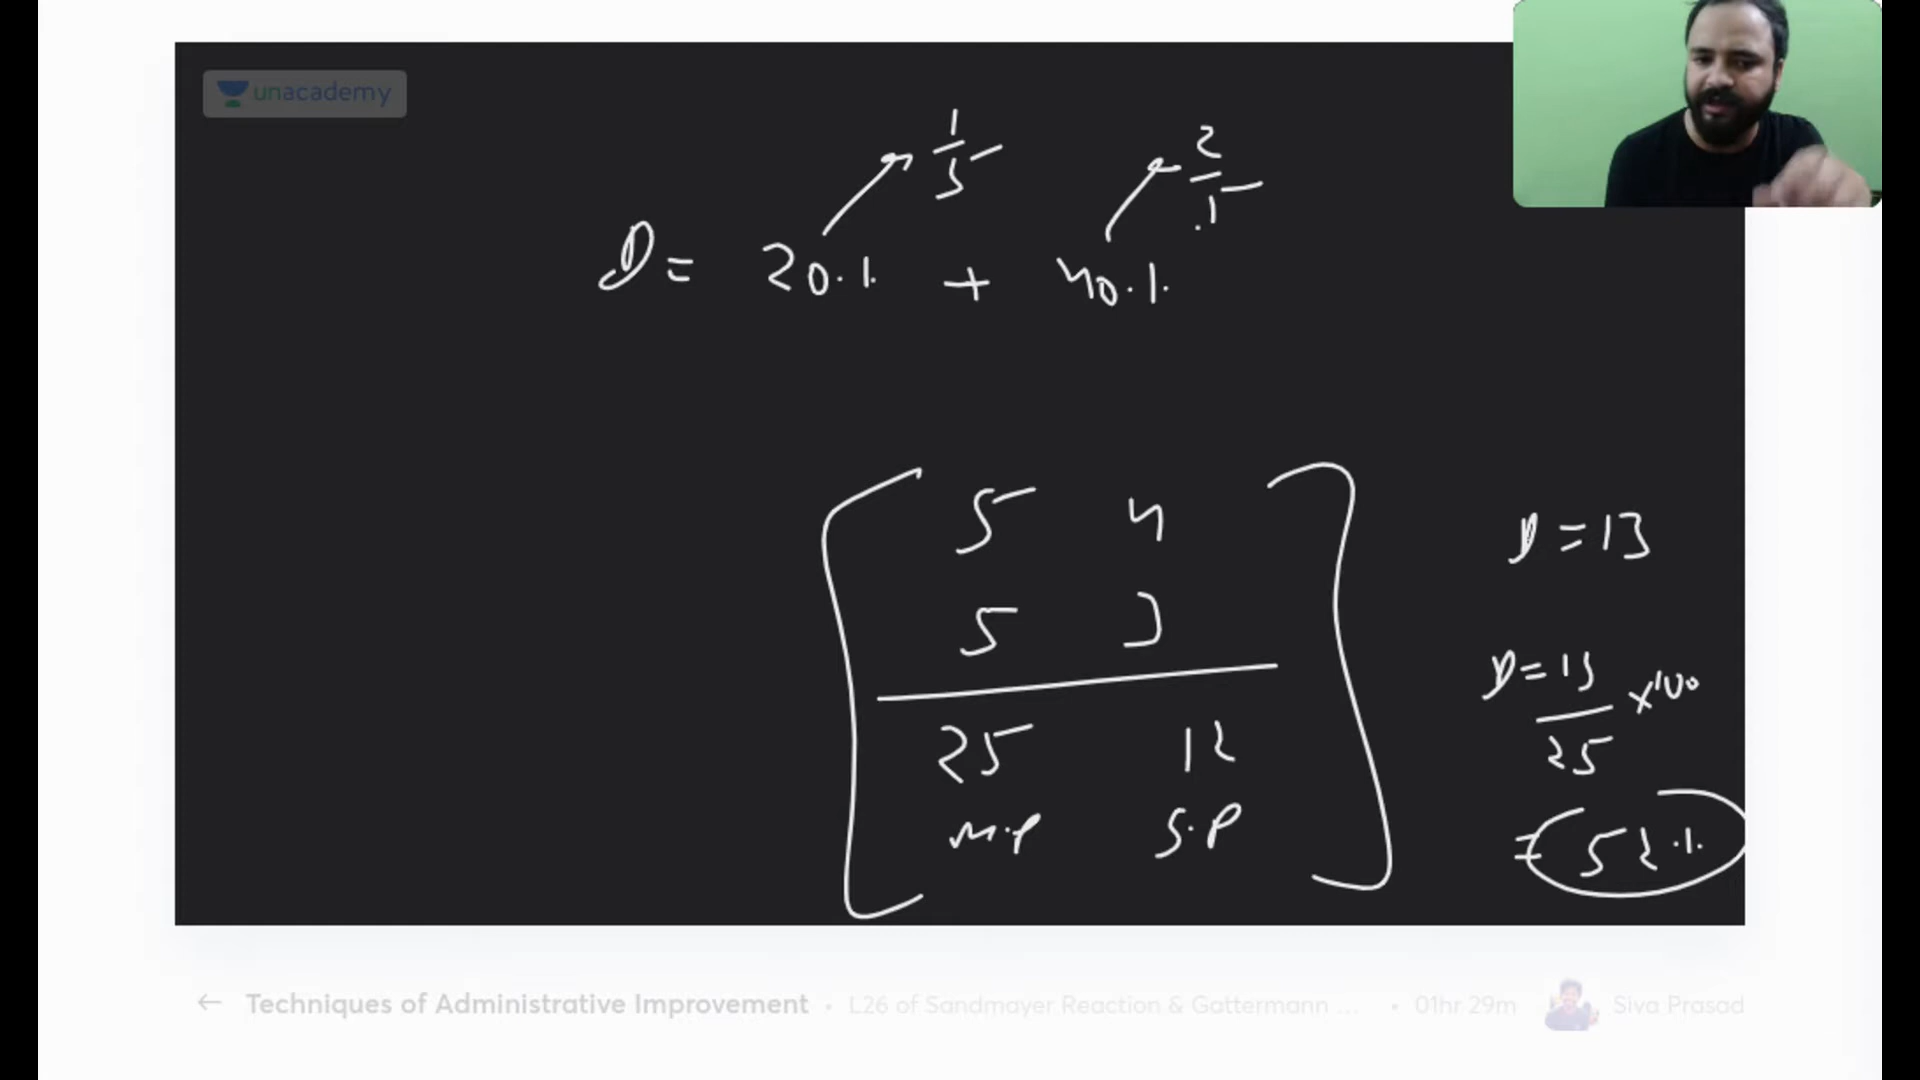 unacademy
1/5 2/5
D = 20% + 40%
5 4
5 3
25 12
M.P S.P
D = 13
D = 13/25 × 100
= 52%
← Techniques of Administrative Improvement • L26 of Sandmayer Reaction & Gattermann ... • 01hr 29m Siva Prasad